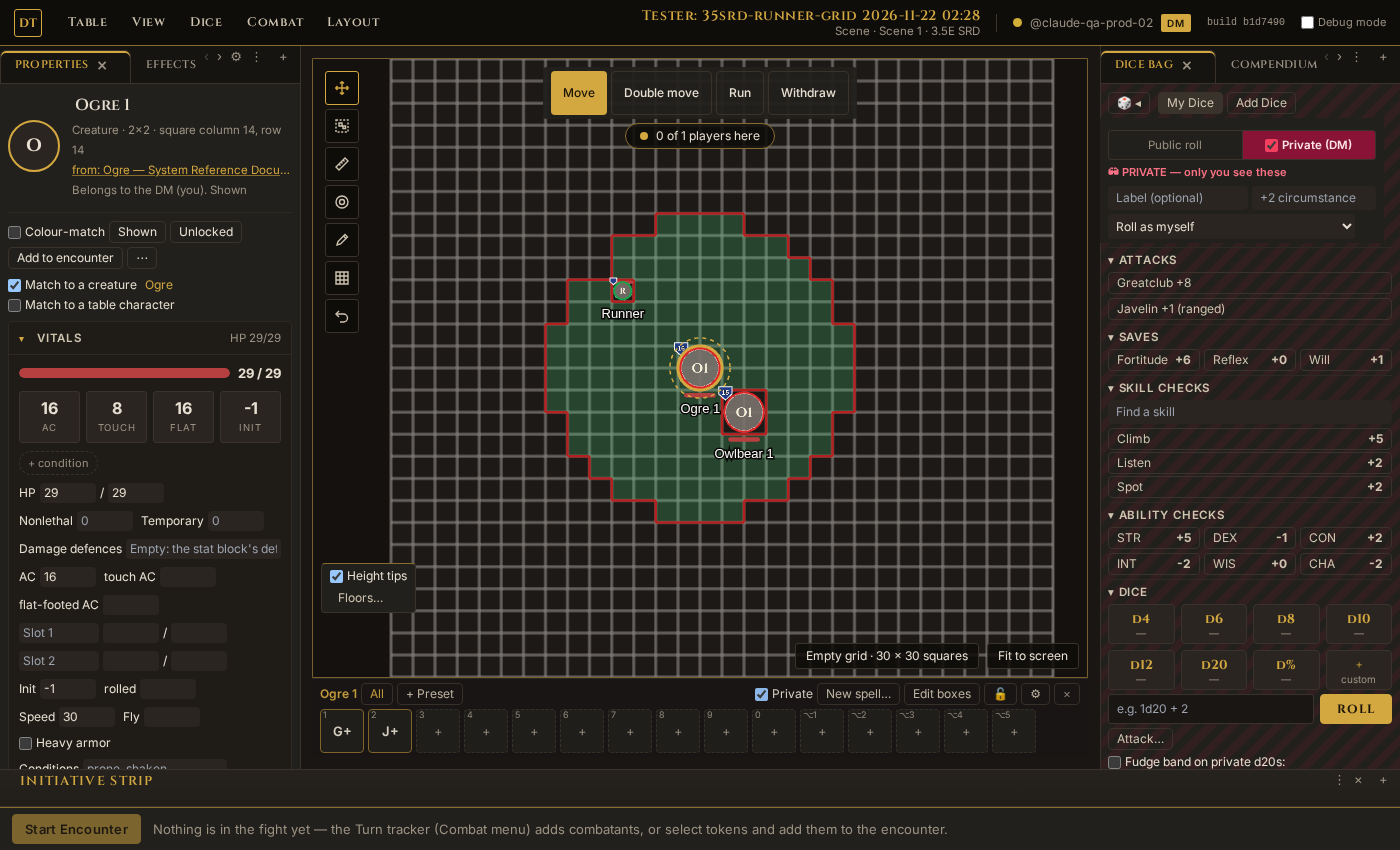 DT
TABLE VIEW DICE COMBAT LAYOUT
TESTER: 35SRD-RUNNER-GRID 2026-11-22 02:28
Scene · Scene 1 · 3.5E SRD
@claude-qa-prod-02 DM build b1d7490 Debug mode
PROPERTIES × EFFECTS ‹ › ⚙ ⋮ +
OGRE 1
O
Creature · 2×2 · square column 14, row
14
from: Ogre — System Reference Docu...
Belongs to the DM (you). Shown
Colour-match Shown Unlocked
Add to encounter ...
Match to a creature Ogre
Match to a table character
▾ VITALS HP 29/29
29 / 29
16 8 16 -1
AC TOUCH FLAT INIT
+ condition
HP 29 / 29
Nonlethal 0 Temporary 0
Damage defences Empty: the stat block's def
AC 16 touch AC
flat-footed AC
Slot 1 /
Slot 2 /
Init -1 rolled
Speed 30 Fly
Heavy armor
Conditions prone, shaken
Move Double move Run Withdraw
0 of 1 players here
R
Runner
16
O1
Ogre 1
15
O1
Owlbear 1
Height tips
Floors...
Empty grid · 30 × 30 squares Fit to screen
Ogre 1 All + Preset Private New spell... Edit boxes 🔓 ⚙ ×
1 2 3 4 5 6 7 8 9 0 ⌥1 ⌥2 ⌥3 ⌥4 ⌥5
G+ J+ + + + + + + + + + + + + +
DICE BAG × COMPENDIUM ‹ › ⋮ +
🎲 ◂ My Dice Add Dice
Public roll Private (DM)
🕶 PRIVATE — only you see these
Label (optional) +2 circumstance
Roll as myself
▾ ATTACKS
Greatclub +8
Javelin +1 (ranged)
▾ SAVES
Fortitude +6 Reflex +0 Will +1
▾ SKILL CHECKS
Find a skill
Climb +5
Listen +2
Spot +2
▾ ABILITY CHECKS
STR +5 DEX -1 CON +2
INT -2 WIS +0 CHA -2
▾ DICE
D4 D6 D8 D10
— — — —
D12 D20 D% +
— — — custom
e.g. 1d20 + 2 ROLL
Attack...
Fudge band on private d20s:
INITIATIVE STRIP ⋮ × +
Start Encounter Nothing is in the fight yet — the Turn tracker (Combat menu) adds combatants, or select tokens and add them to the encounter.